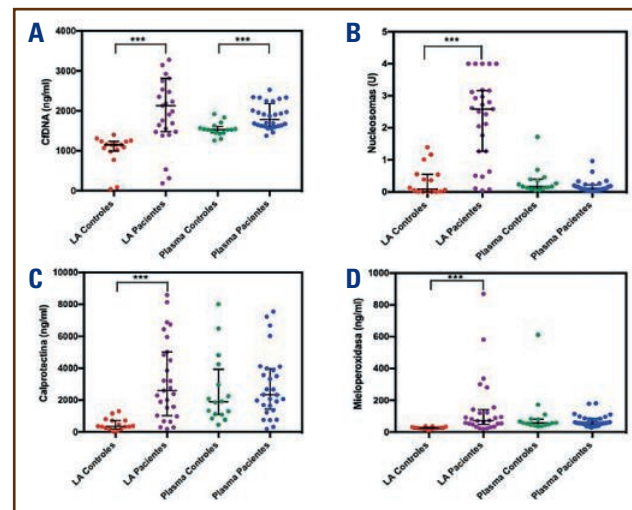 A
CfDNA (ng/ml)
4000
3000
2000
1000
0
***
***
LA Controles
LA Pacientes
Plasma Controles
Plasma Pacientes
B
Nucleosomas (U)
5
4
3
2
1
0
***
LA Controles
LA Pacientes
Plasma Controles
Plasma Pacientes
C
Calprotectina (ng/ml)
10000
8000
6000
4000
2000
0
***
LA Controles
LA Pacientes
Plasma Controles
Plasma Pacientes
D
Mieloperoxidasa (ng/ml)
1000
800
600
400
200
0
***
LA Controles
LA Pacientes
Plasma Controles
Plasma Pacientes